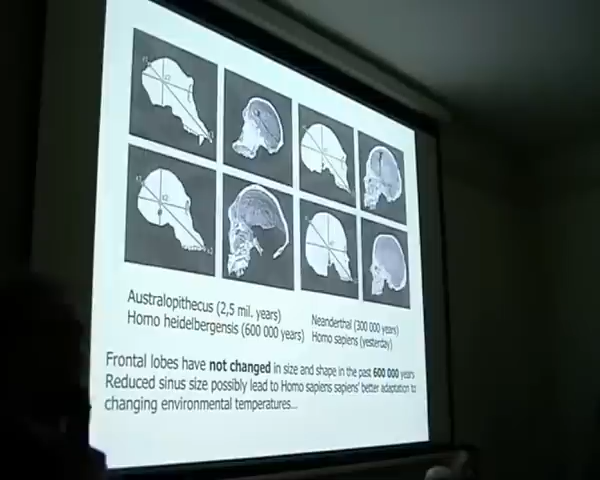 Australopithecus (2,5 mil. years)
Homo heidelbergensis (600 000 years)
Neanderthal (300 000 years)
Homo sapiens (yesterday)
Frontal lobes have not changed in size and shape in the past 600 000 years
Reduced sinus size possibly lead to Homo sapiens sapiens' better adaptation to
changing environmental temperatures...